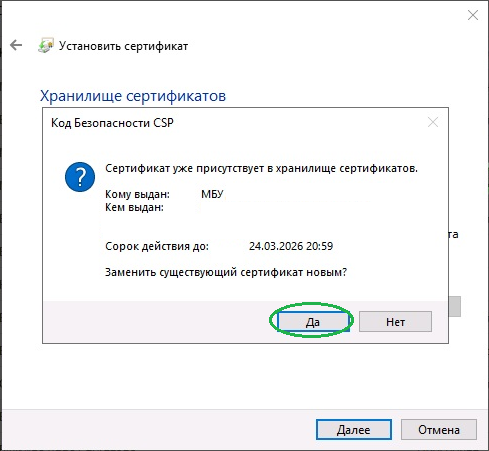 Установить сертификат
Хранилище сертификатов
Код Безопасности CSP
Сертификат уже присутствует в хранилище сертификатов.
Кому выдан: МБУ
Кем выдан:
Сорок действия до: 24.03.2026 20:59
Заменить существующий сертификат новым?
та
Да Нет
Далее Отмена